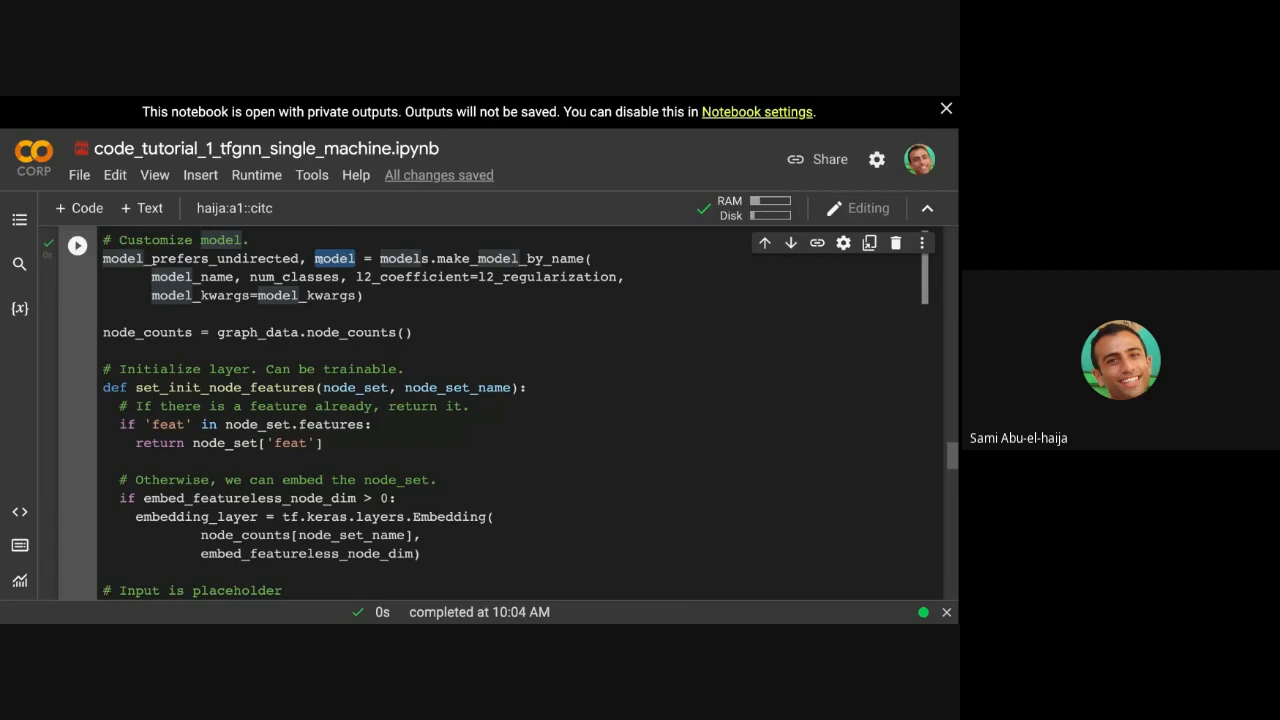 This notebook is open with private outputs. Outputs will not be saved. You can disable this in Notebook settings.
CORP
code_tutorial_1_tfgnn_single_machine.ipynb
Share
File Edit View Insert Runtime Tools Help All changes saved
+ Code + Text haija:a1::citc
RAM
Disk
Editing
0s
# Customize model.
model_prefers_undirected, model = models.make_model_by_name(
model_name, num_classes, l2_coefficient=l2_regularization,
model_kwargs=model_kwargs)
node_counts = graph_data.node_counts()
# Initialize layer. Can be trainable.
def set_init_node_features(node_set, node_set_name):
# If there is a feature already, return it.
if 'feat' in node_set.features:
return node_set['feat']
# Otherwise, we can embed the node_set.
if embed_featureless_node_dim > 0:
embedding_layer = tf.keras.layers.Embedding(
node_counts[node_set_name],
embed_featureless_node_dim)
# Input is placeholder
{x}
0s completed at 10:04 AM
Sami Abu-el-haija